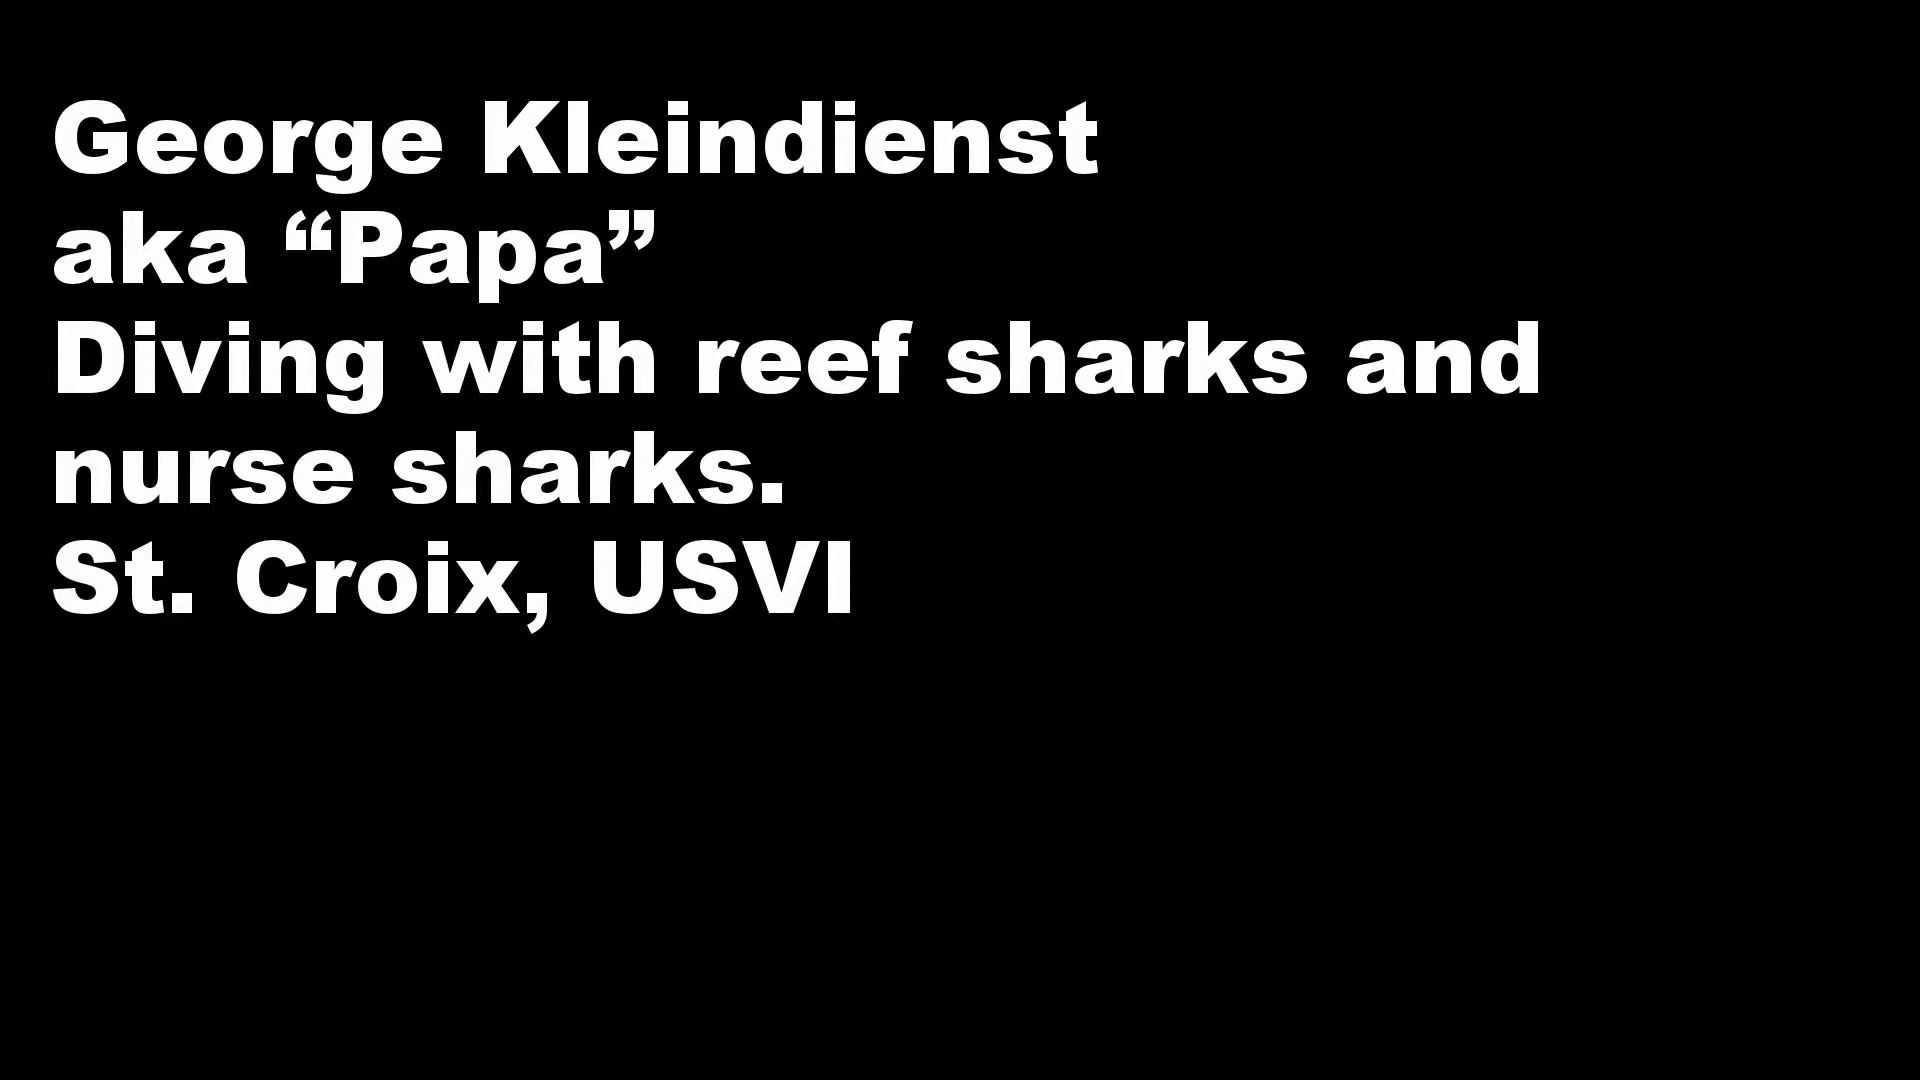 George Kleindienst
aka “Papa”
Diving with reef sharks and
nurse sharks.
St. Croix, USVI